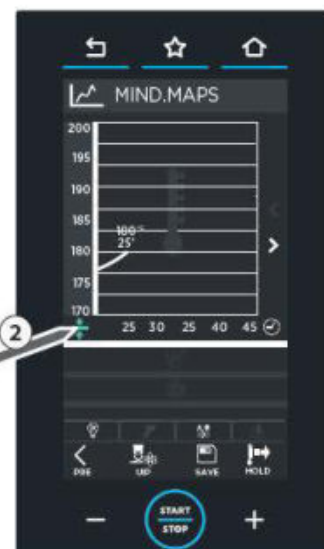 MIND.MAPS
200
195
190
185
180°C
25'
180
175
170
2
25 30 25 40 45
PRE
UP
SAVE
HOLD
START
STOP